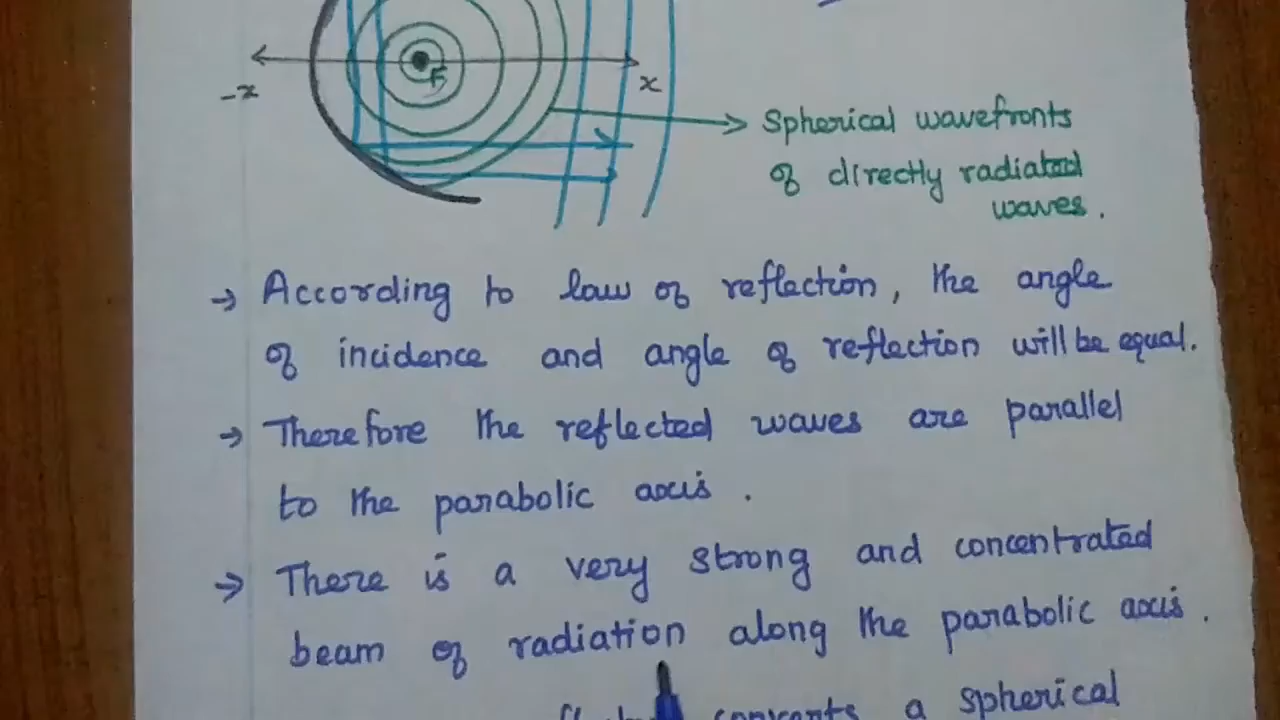 F
-x
x
Spherical wavefronts
of directly radiated
waves.
→ According to law of reflection, the angle
of incidence and angle of reflection will be equal.
→ Therefore the reflected waves are parallel
to the parabolic axis.
→ There is a very strong and concentrated
beam of radiation along the parabolic axis.
converts a spherical